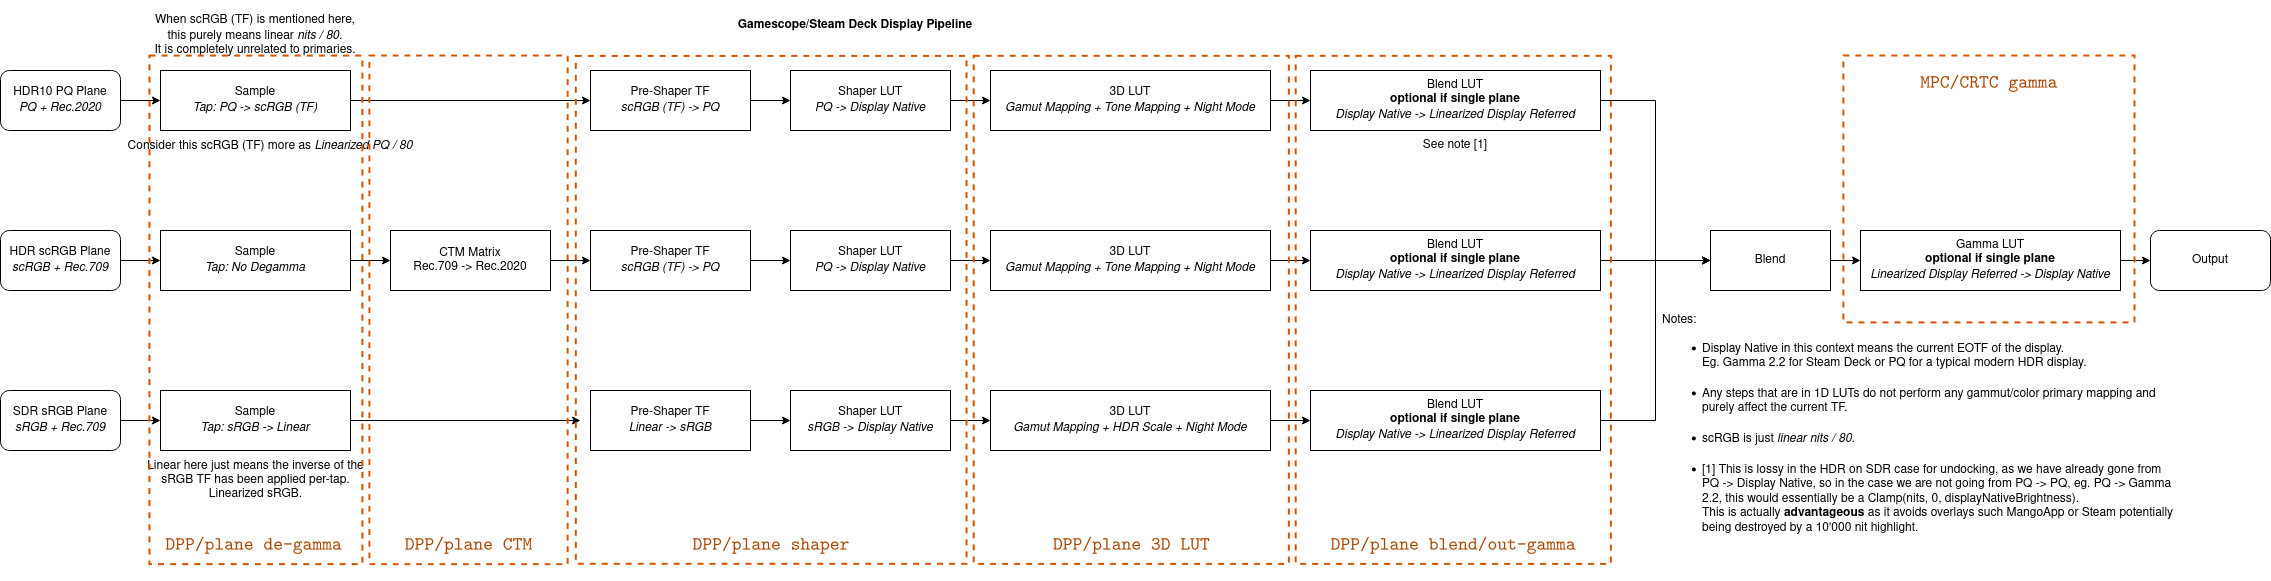 When scRGB (TF) is mentioned here,
this purely means linear nits / 80.
It is completely unrelated to primaries.
Gamescope/Steam Deck Display Pipeline
HDR10 PQ Plane
PQ + Rec.2020
Sample
Tap: PQ -> scRGB (TF)
Pre-Shaper TF
scRGB (TF) -> PQ
Shaper LUT
PQ -> Display Native
3D LUT
Gamut Mapping + Tone Mapping + Night Mode
Blend LUT
optional if single plane
Display Native -> Linearized Display Referred
MPC/CRTC gamma
Consider this scRGB (TF) more as Linearized PQ / 80
See note [1]
HDR scRGB Plane
scRGB + Rec.709
Sample
Tap: No Degamma
CTM Matrix
Rec.709 -> Rec.2020
Pre-Shaper TF
scRGB (TF) -> PQ
Shaper LUT
PQ -> Display Native
3D LUT
Gamut Mapping + Tone Mapping + Night Mode
Blend LUT
optional if single plane
Display Native -> Linearized Display Referred
Blend
Gamma LUT
optional if single plane
Linearized Display Referred -> Display Native
Output
SDR sRGB Plane
sRGB + Rec.709
Sample
Tap: sRGB -> Linear
Pre-Shaper TF
Linear -> sRGB
Shaper LUT
sRGB -> Display Native
3D LUT
Gamut Mapping + HDR Scale + Night Mode
Blend LUT
optional if single plane
Display Native -> Linearized Display Referred
Linear here just means the inverse of the
sRGB TF has been applied per-tap.
Linearized sRGB.
Notes:
• Display Native in this context means the current EOTF of the display.
Eg. Gamma 2.2 for Steam Deck or PQ for a typical modern HDR display.
• Any steps that are in 1D LUTs do not perform any gammut/color primary mapping and
purely affect the current TF.
• scRGB is just linear nits / 80.
• [1] This is lossy in the HDR on SDR case for undocking, as we have already gone from
PQ -> Display Native, so in the case we are not going from PQ -> PQ, eg. PQ -> Gamma
2.2, this would essentially be a Clamp(nits, 0, displayNativeBrightness).
This is actually advantageous as it avoids overlays such MangoApp or Steam potentially
being destroyed by a 10'000 nit highlight.
DPP/plane de-gamma
DPP/plane CTM
DPP/plane shaper
DPP/plane 3D LUT
DPP/plane blend/out-gamma